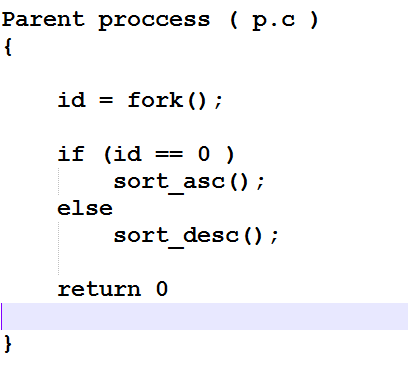 Parent proccess ( p.c )
{
id = fork();
if (id == 0 )
sort_asc();
else
sort_desc();
return 0
}